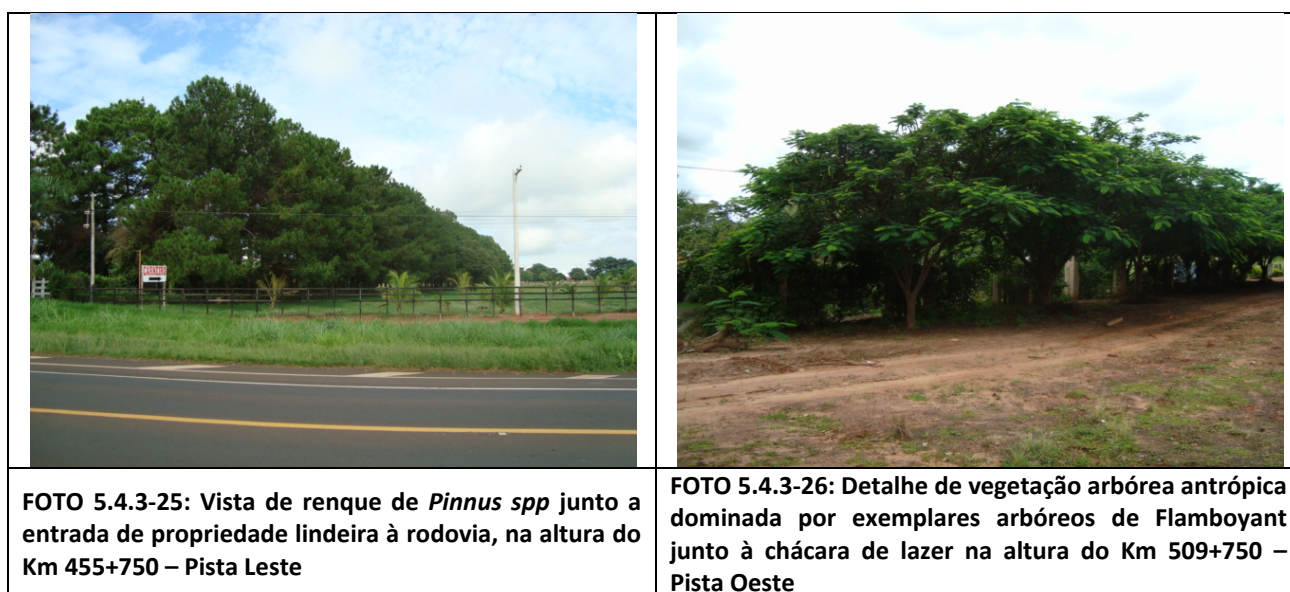 FOTO 5.4.3-25: Vista de renque de Pinnus spp junto a
entrada de propriedade lindeira à rodovia, na altura do
Km 455+750 – Pista Leste
FOTO 5.4.3-26: Detalhe de vegetação arbórea antrópica
dominada por exemplares arbóreos de Flamboyant
junto à chácara de lazer na altura do Km 509+750 –
Pista Oeste